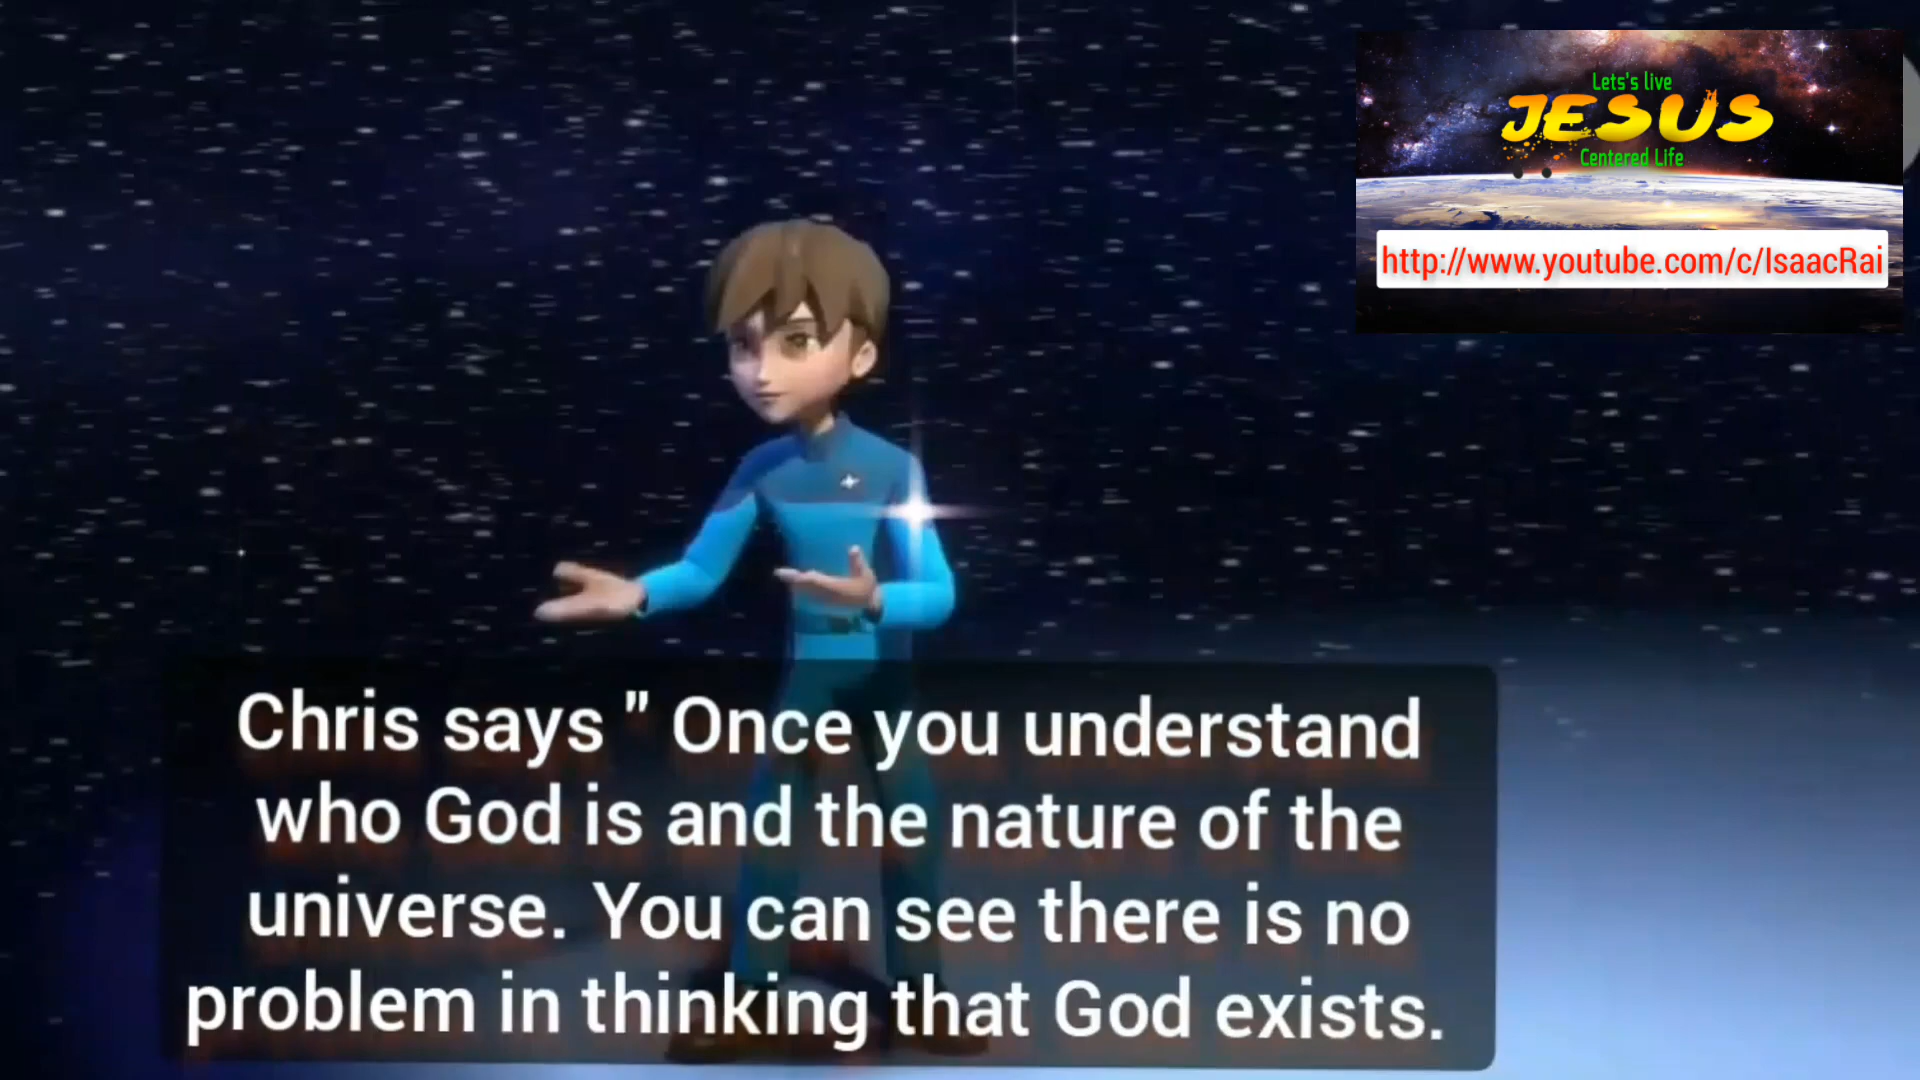 Lets's live
JESUS
Centered Life
http://www.youtube.com/c/IsaacRai
Chris says " Once you understand
who God is and the nature of the
universe. You can see there is no
problem in thinking that God exists.